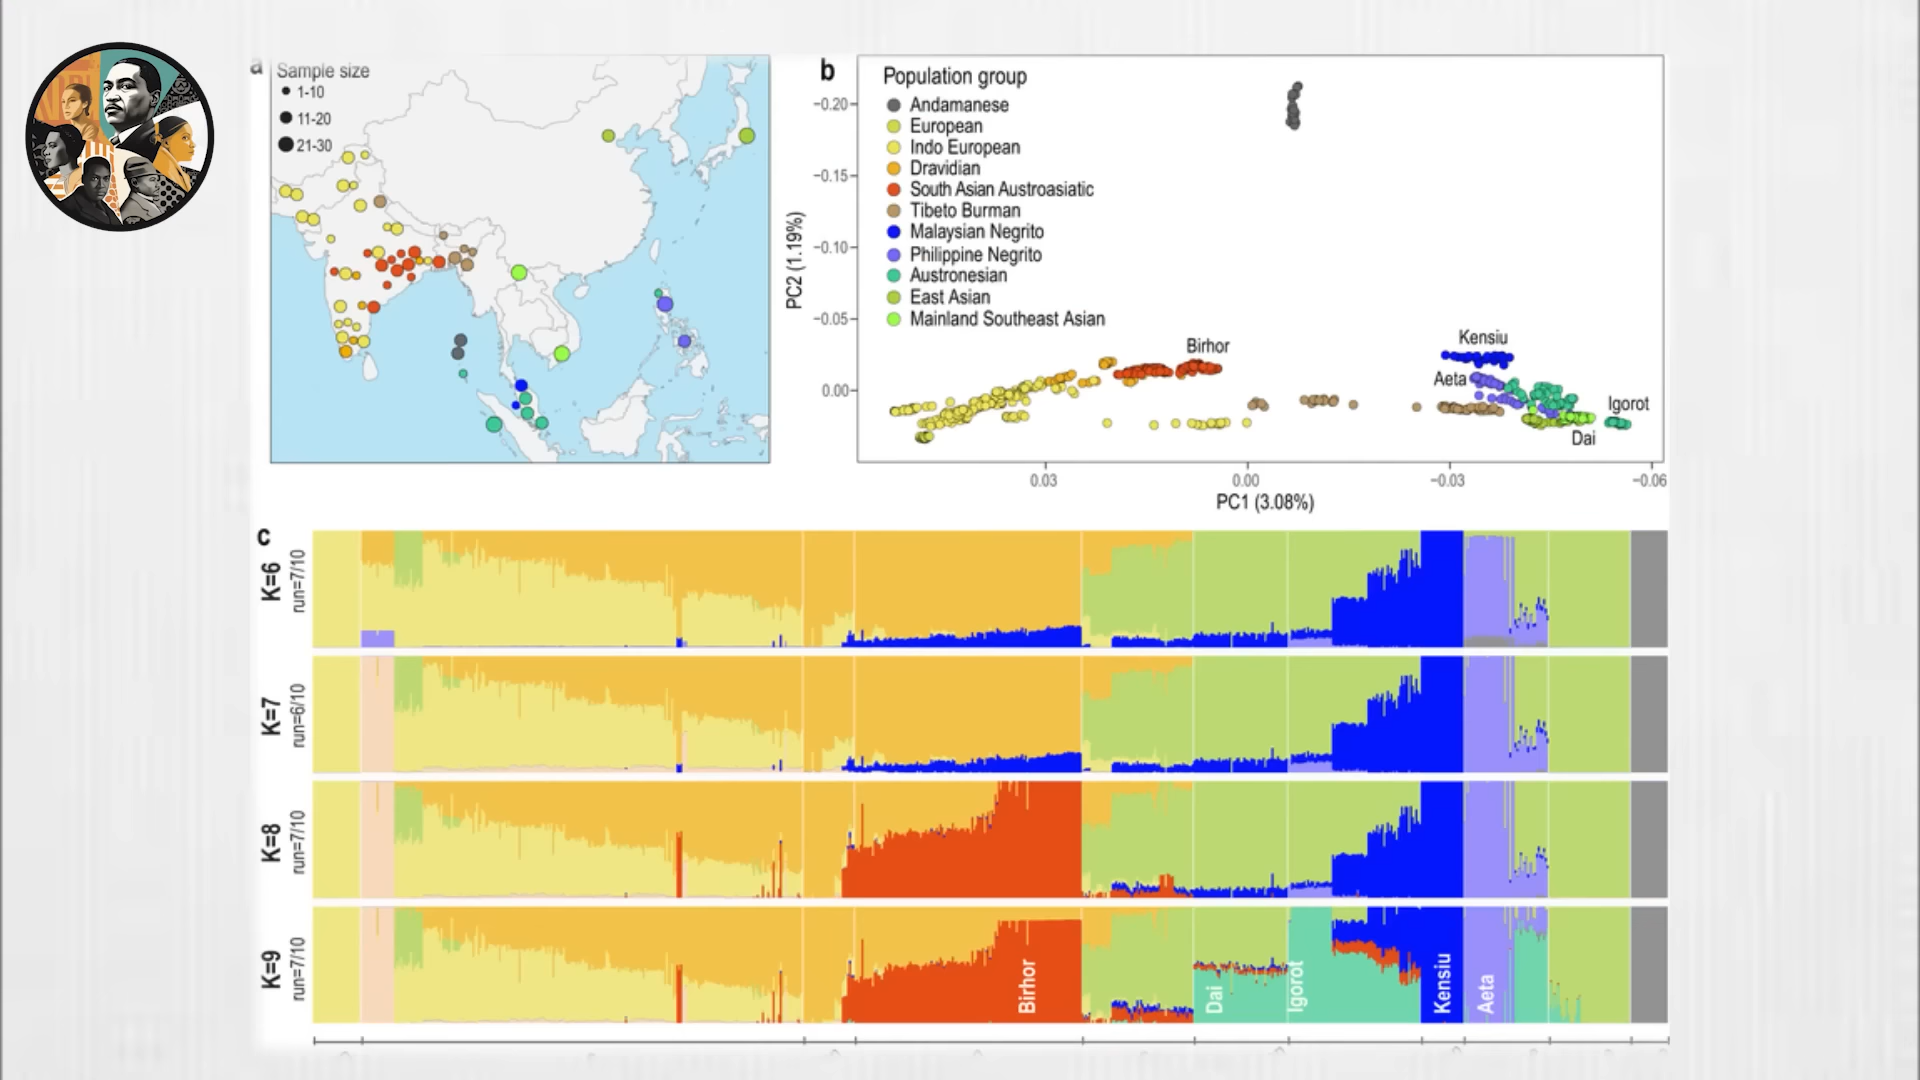 a
Sample size
1-10
11-20
21-30
b
Population group
Andamanese
European
Indo European
Dravidian
South Asian Austroasiatic
Tibeto Burman
Malaysian Negrito
Philippine Negrito
Austronesian
East Asian
Mainland Southeast Asian
PC2 (1.19%)
−0.20
−0.15
−0.10
−0.05
0.00
Birhor
Kensiu
Aeta
Igorot
Dai
0.03
0.00
−0.03
−0.06
PC1 (3.08%)
c
K=6
run=7/10
K=7
run=6/10
K=8
run=7/10
K=9
run=7/10
Birhor
Dai
Igorot
Kensiu
Aeta